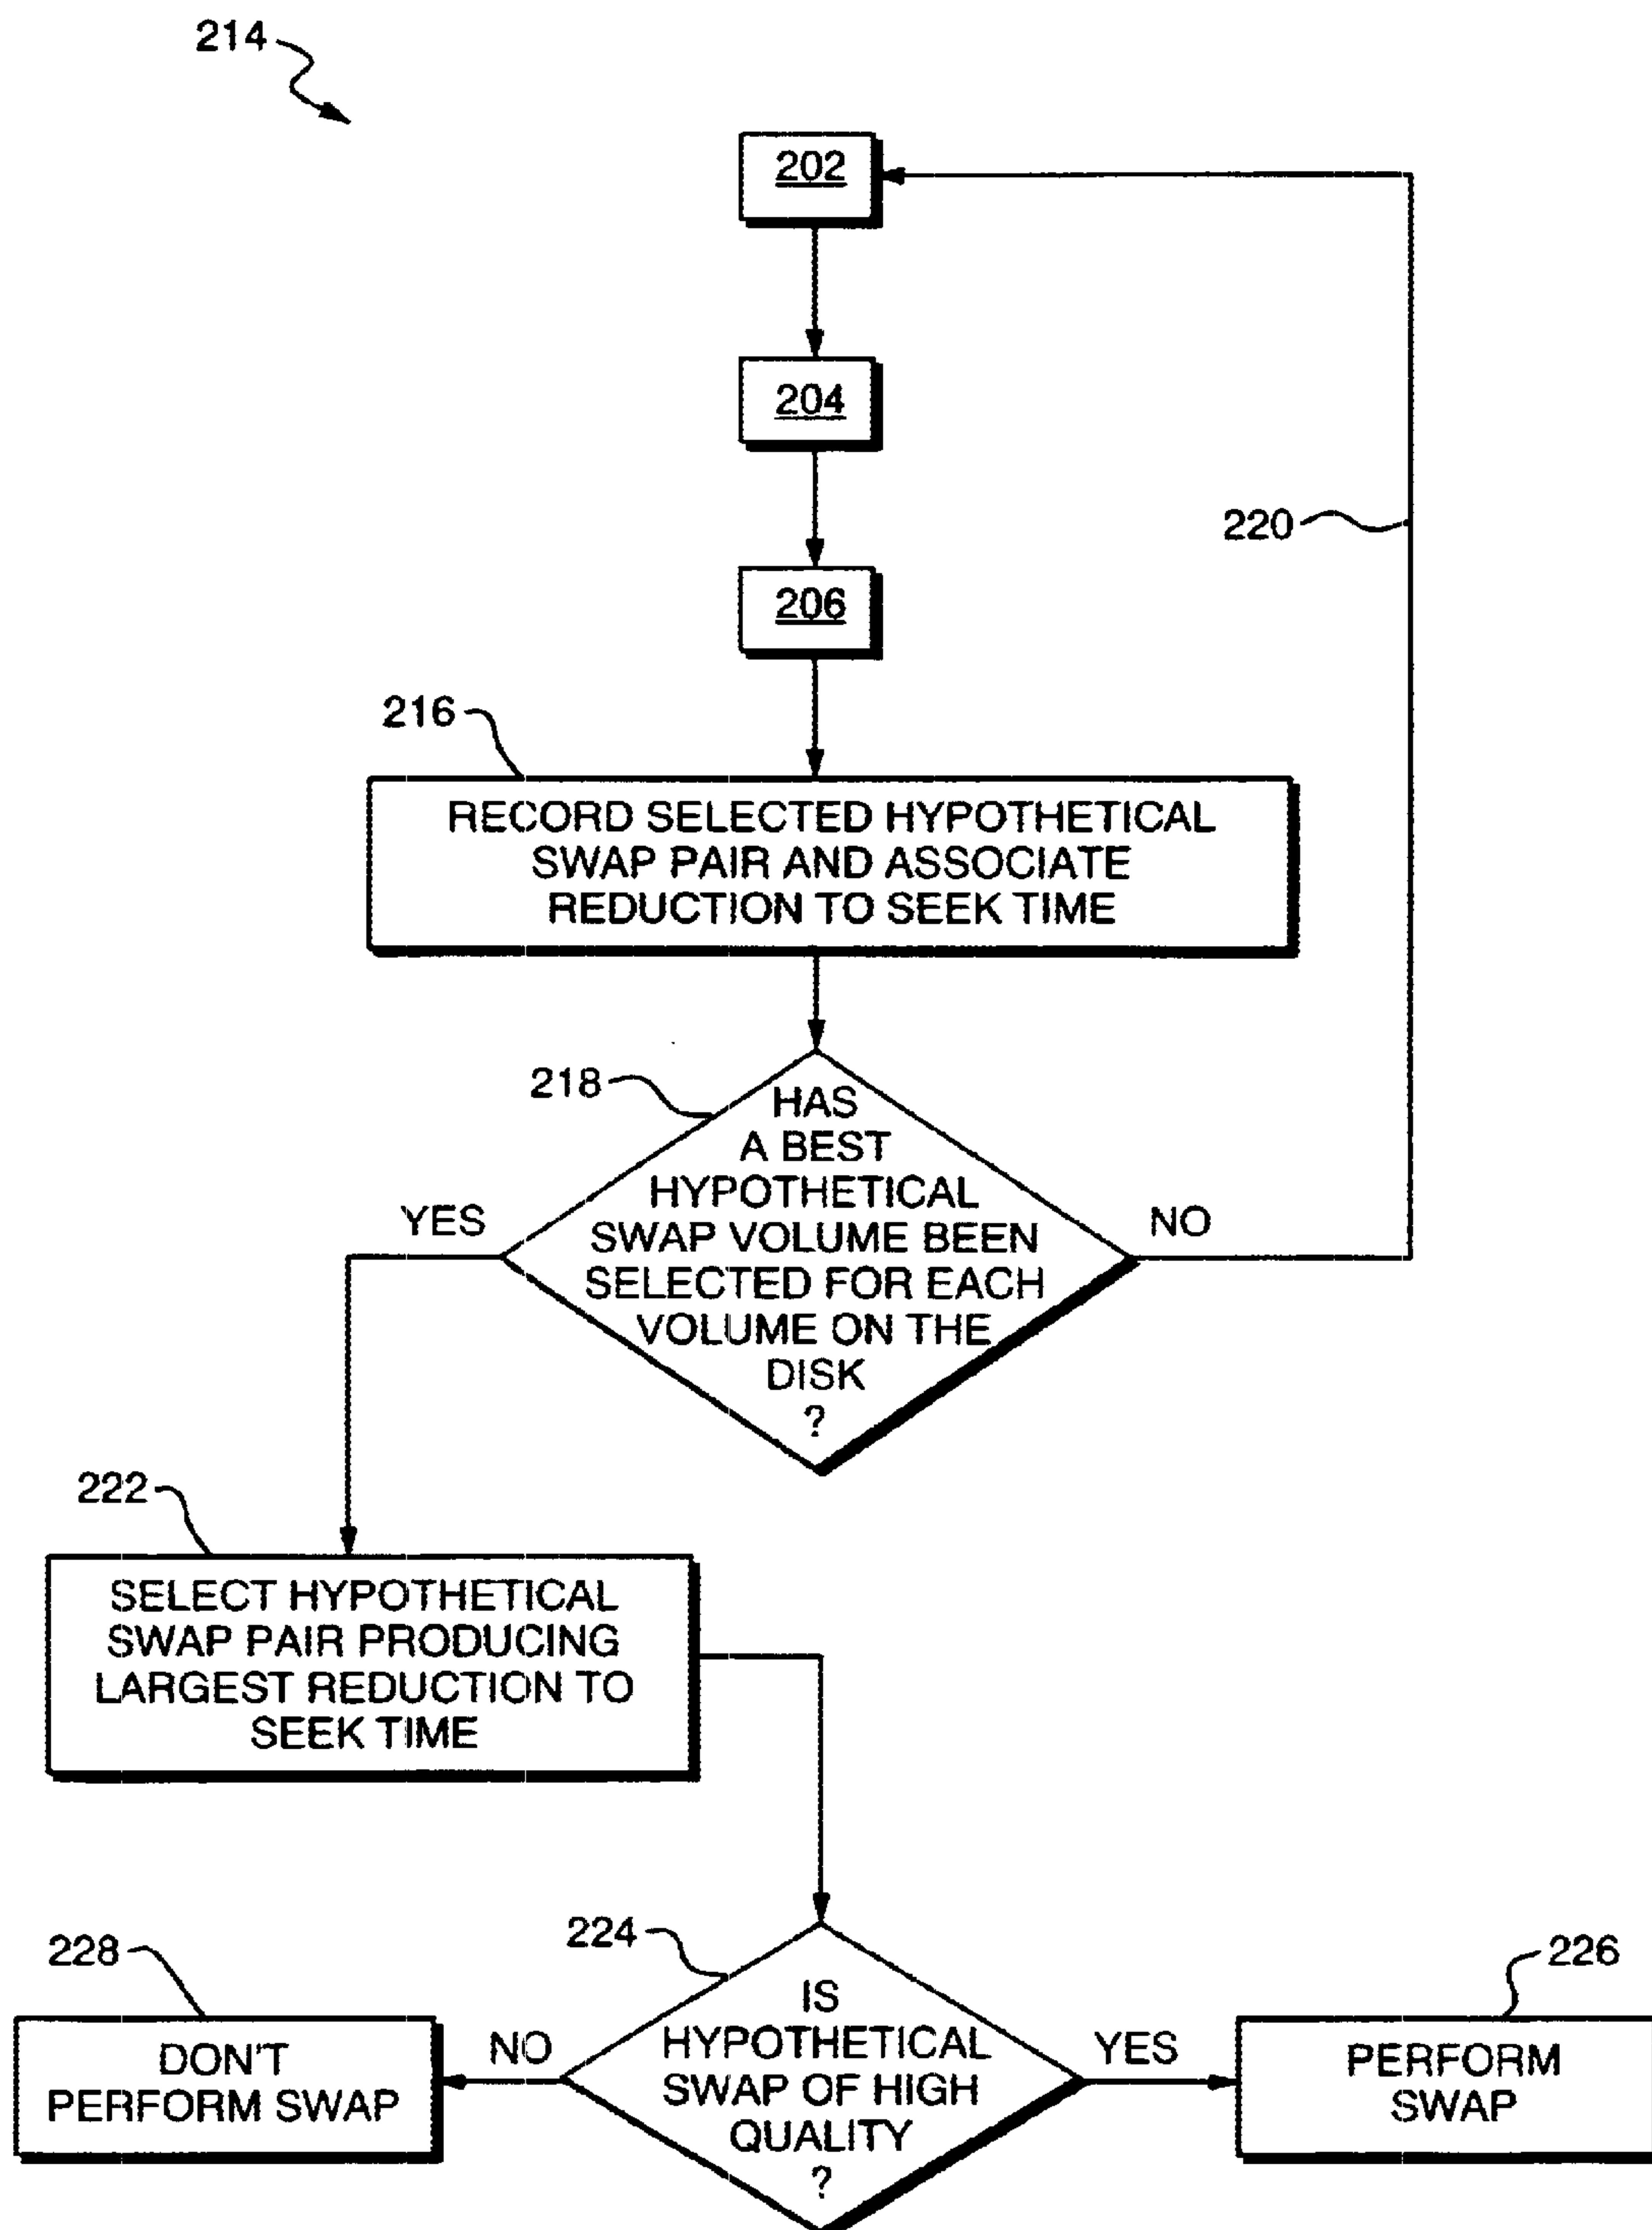 214
202
204
220
206
216
RECORD SELECTED HYPOTHETICAL
SWAP PAIR AND ASSOCIATE
REDUCTION TO SEEK TIME
218
HAS
A BEST
HYPOTHETICAL
SWAP VOLUME BEEN
SELECTED FOR EACH
VOLUME ON THE
DISK
?
YES
NO
222
SELECT HYPOTHETICAL
SWAP PAIR PRODUCING
LARGEST REDUCTION TO
SEEK TIME
224
IS
HYPOTHETICAL
SWAP OF HIGH
QUALITY
?
NO
YES
228
DON'T
PERFORM SWAP
226
PERFORM
SWAP